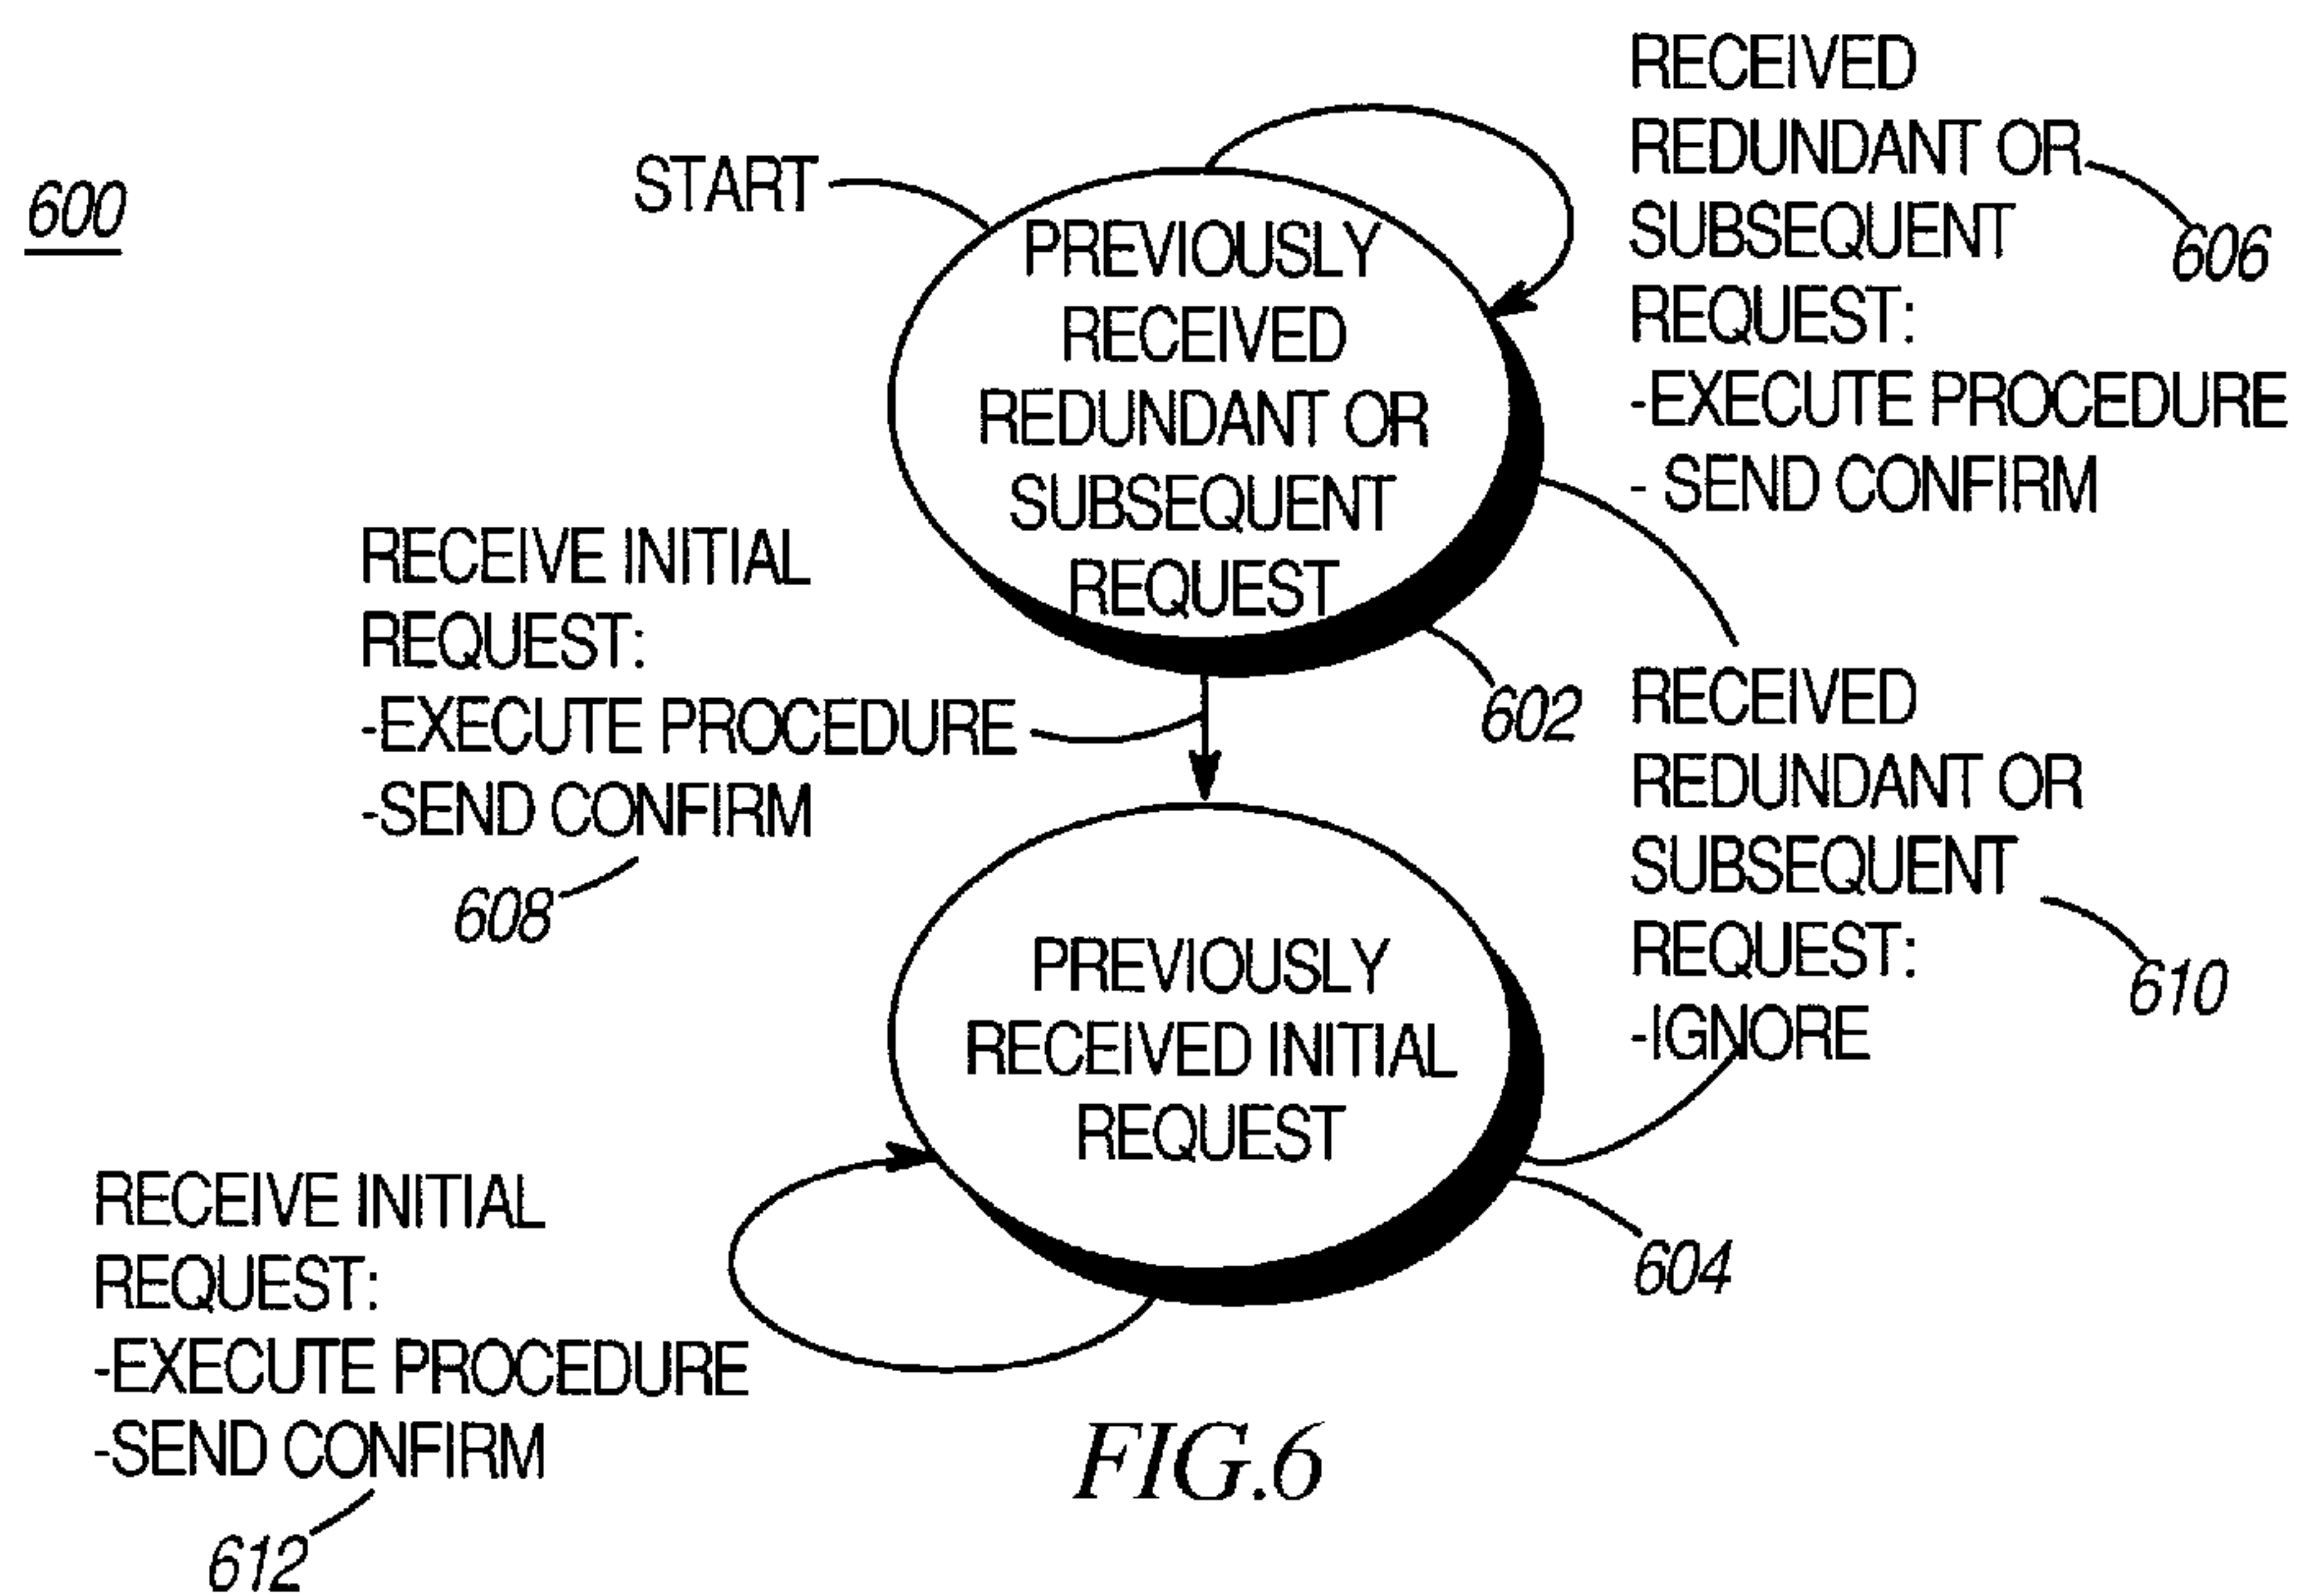 600
START
PREVIOUSLY
RECEIVED
REDUNDANT OR
SUBSEQUENT
REQUEST
602
RECEIVED
REDUNDANT OR
SUBSEQUENT
REQUEST:
-EXECUTE PROCEDURE
- SEND CONFIRM
606
RECEIVE INITIAL
REQUEST:
-EXECUTE PROCEDURE
-SEND CONFIRM
608
RECEIVED
REDUNDANT OR
SUBSEQUENT
REQUEST:
-IGNORE
610
PREVIOUSLY
RECEIVED INITIAL
REQUEST
604
RECEIVE INITIAL
REQUEST:
-EXECUTE PROCEDURE
-SEND CONFIRM
612
FIG.6